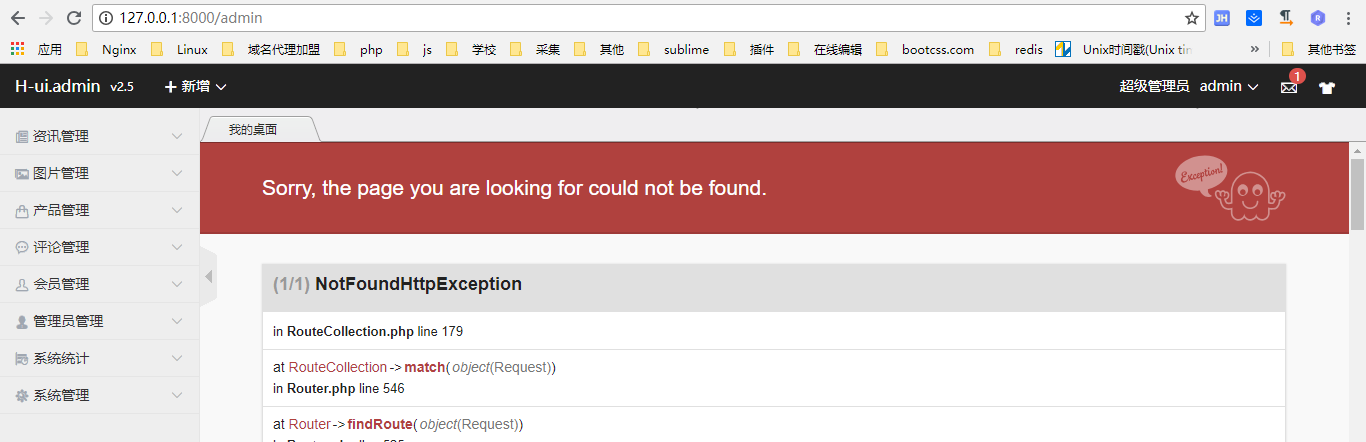 127.0.0.1:8000/admin
应用 Nginx Linux 域名代理加盟 php js 学校 采集 其他 sublime 插件 在线编辑 bootcss.com redis Unix时间戳(Unix tin » 其他书签
H-ui.admin v2.5 新增 超级管理员 admin 1
我的桌面
资讯管理
图片管理
产品管理
评论管理
会员管理
管理员管理
系统统计
系统管理
Sorry, the page you are looking for could not be found.
Exception!
(1/1) NotFoundHttpException
in RouteCollection.php line 179
at RouteCollection->match(object(Request))
in Router.php line 546
at Router->findRoute(object(Request))